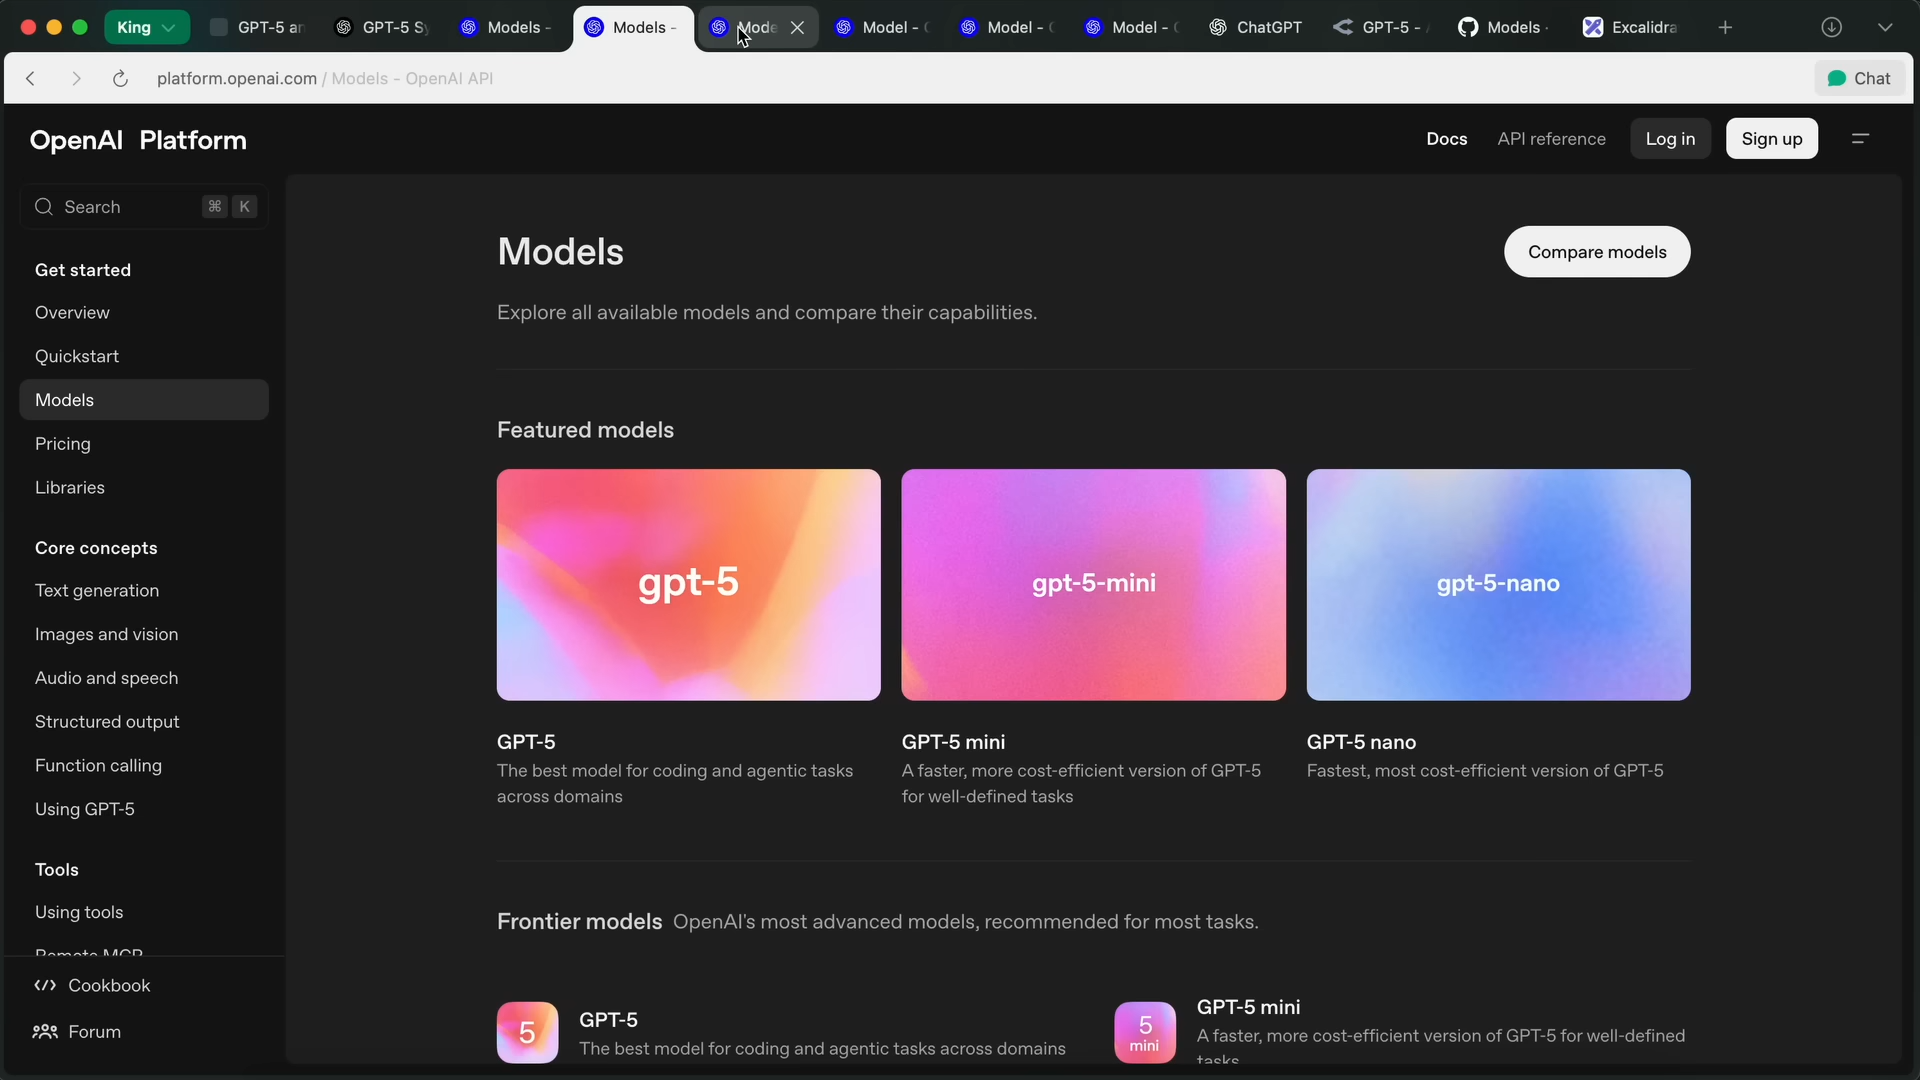 King
GPT-5 an
GPT-5 Sy
Models -
Models -
Mode
Model - 
Model - 
Model - 
ChatGPT
GPT-5 -
Models ·
Excalidra
platform.openai.com / Models - OpenAI API
Chat
OpenAI Platform
Docs
API reference
Log in
Sign up
Search
⌘ K
Get started
Overview
Quickstart
Models
Pricing
Libraries
Core concepts
Text generation
Images and vision
Audio and speech
Structured output
Function calling
Using GPT-5
Tools
Using tools
Remote MCP
Cookbook
Forum
Models
Compare models
Explore all available models and compare their capabilities.
Featured models
gpt-5
gpt-5-mini
gpt-5-nano
GPT-5
The best model for coding and agentic tasks
across domains
GPT-5 mini
A faster, more cost-efficient version of GPT-5
for well-defined tasks
GPT-5 nano
Fastest, most cost-efficient version of GPT-5
Frontier models OpenAI's most advanced models, recommended for most tasks.
5
GPT-5
The best model for coding and agentic tasks across domains
5
mini
GPT-5 mini
A faster, more cost-efficient version of GPT-5 for well-defined
tasks